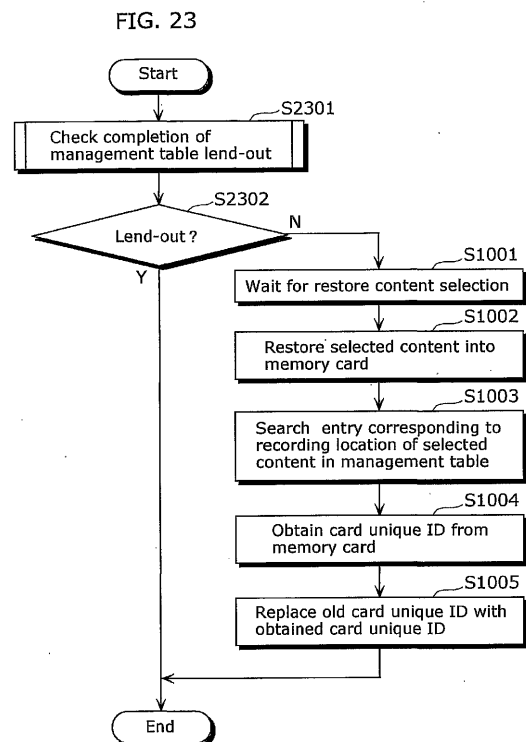 FIG. 23
Start
S2301
Check completion of
management table lend-out
S2302
Lend-out ?
N
Y
S1001
Wait for restore content selection
S1002
Restore selected content into
memory card
S1003
Search entry corresponding to
recording location of selected
content in management table
S1004
Obtain card unique ID from
memory card
S1005
Replace old card unique ID with
obtained card unique ID
End